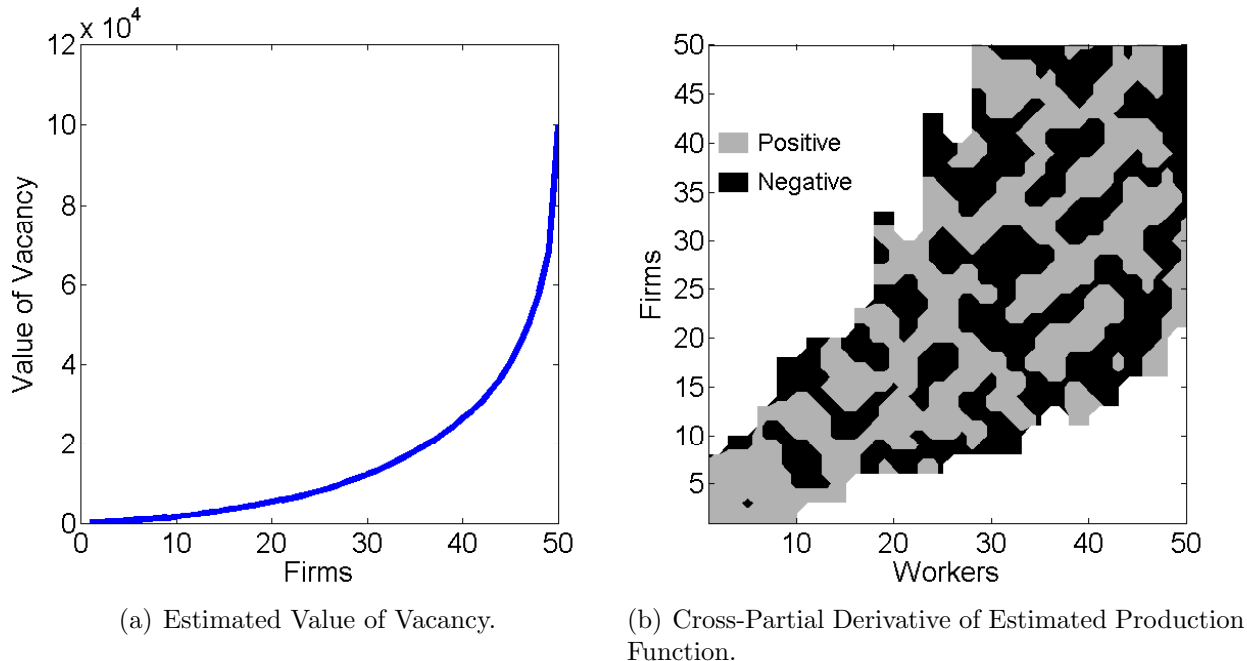 12 x 10^4
10
8
6
4
2
0
0 10 20 30 40 50
Value of Vacancy
Firms
(a) Estimated Value of Vacancy.
50
45
40
35
30
25
20
15
10
5
10 20 30 40 50
Firms
Workers
Positive
Negative
(b) Cross-Partial Derivative of Estimated Production
Function.